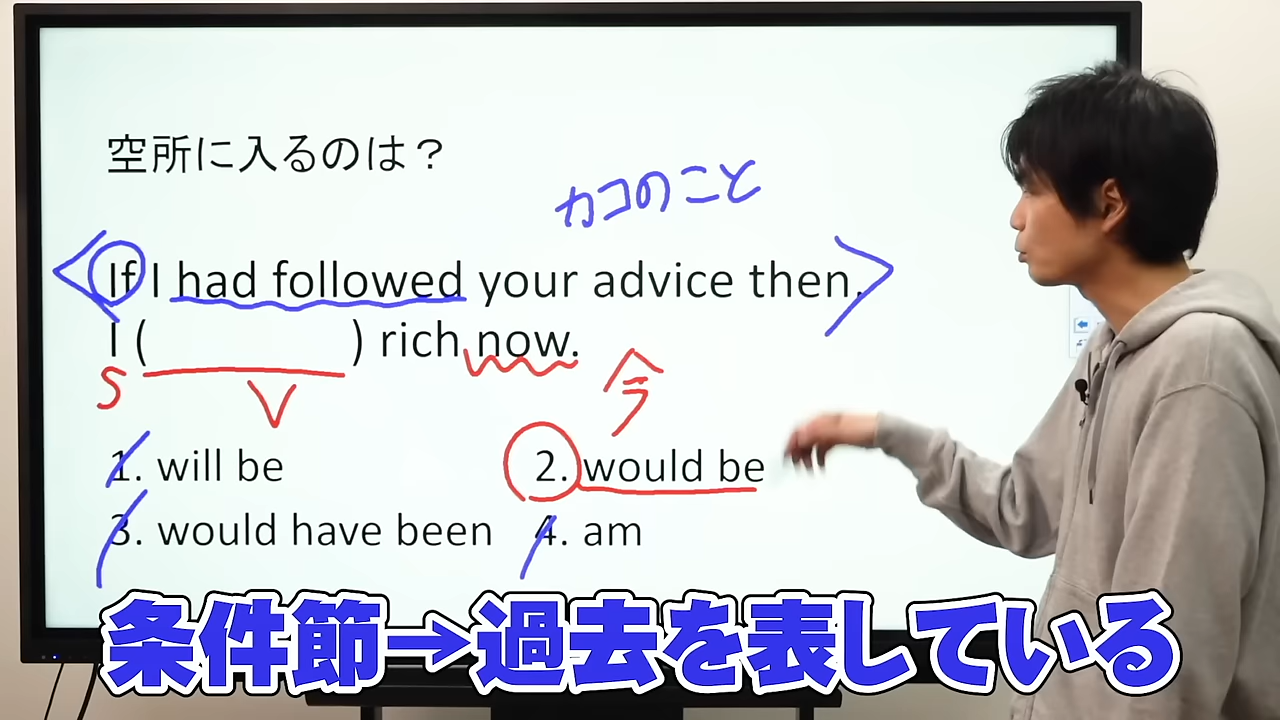 空所に入るのは？
カコのこと
If I had followed your advice then,
I (　　　) rich now.
S V 今
1. will be 2. would be
3. would have been 4. am
条件節→過去を表している